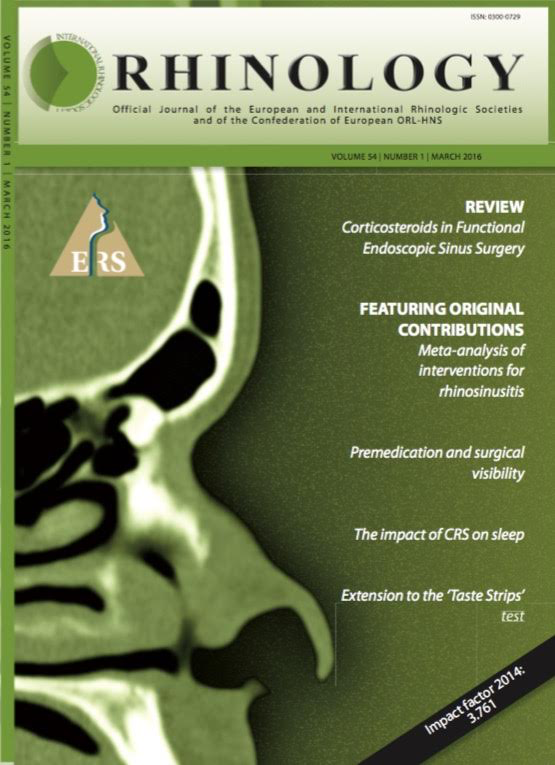 ISSN: 0300-0729
RHINOLOGY
Official Journal of the European and International Rhinologic Societies
and of the Confederation of European ORL-HNS
VOLUME 54 | NUMBER 1 | MARCH 2016
VOLUME 54 | NUMBER 1 | MARCH 2016
ERS
REVIEW
Corticosteroids in Functional
Endoscopic Sinus Surgery
FEATURING ORIGINAL
CONTRIBUTIONS
Meta-analysis of
interventions for
rhinosinusitis
Premedication and surgical
visibility
The impact of CRS on sleep
Extension to the 'Taste Strips'
test
Impact factor 2014:
3.761